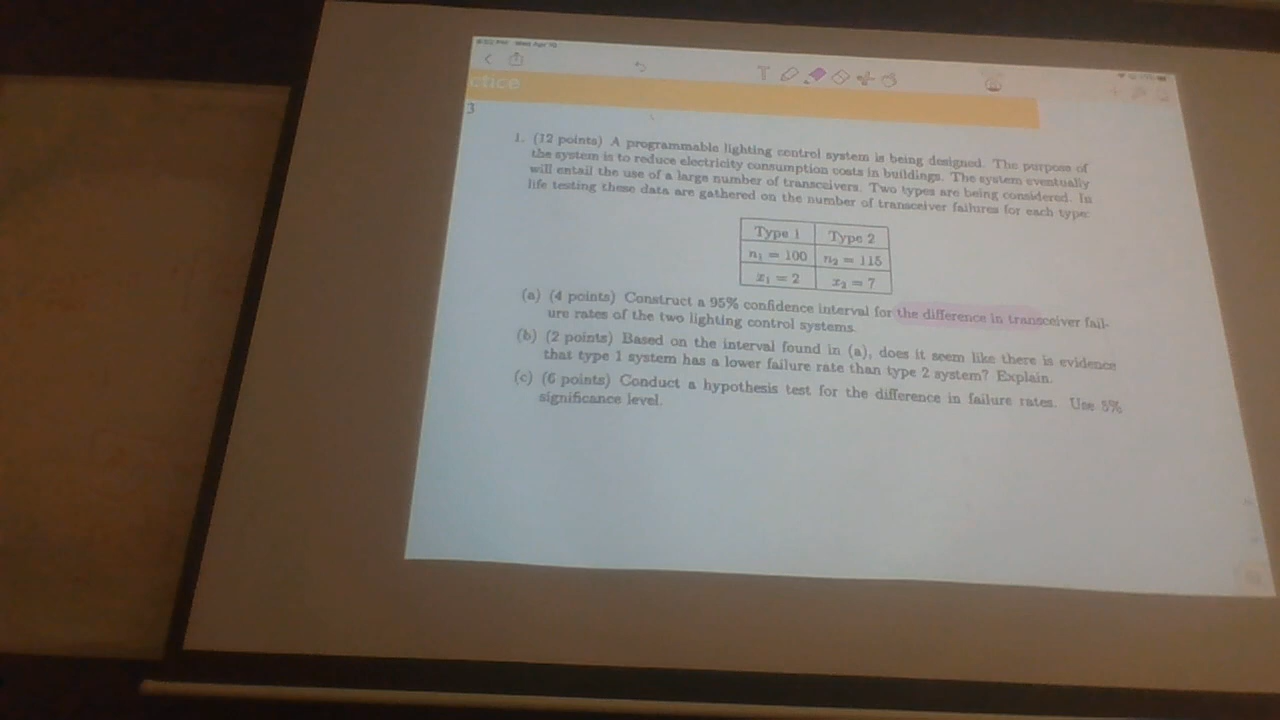 ctice
3
1. (12 points) A programmable lighting control system is being designed. The purpose of
the system is to reduce electricity consumption costs in buildings. The system eventually
will entail the use of a large number of transceivers. Two types are being considered. In
life testing these data are gathered on the number of transceiver failures for each type:
Type 1 Type 2
n₁ = 100 n₂ = 115
x₁ = 2 x₂ = 7
(a) (4 points) Construct a 95% confidence interval for the difference in transceiver fail-
ure rates of the two lighting control systems.
(b) (2 points) Based on the interval found in (a), does it seem like there is evidence
that type 1 system has a lower failure rate than type 2 system? Explain.
(c) (6 points) Conduct a hypothesis test for the difference in failure rates. Use 5%
significance level.